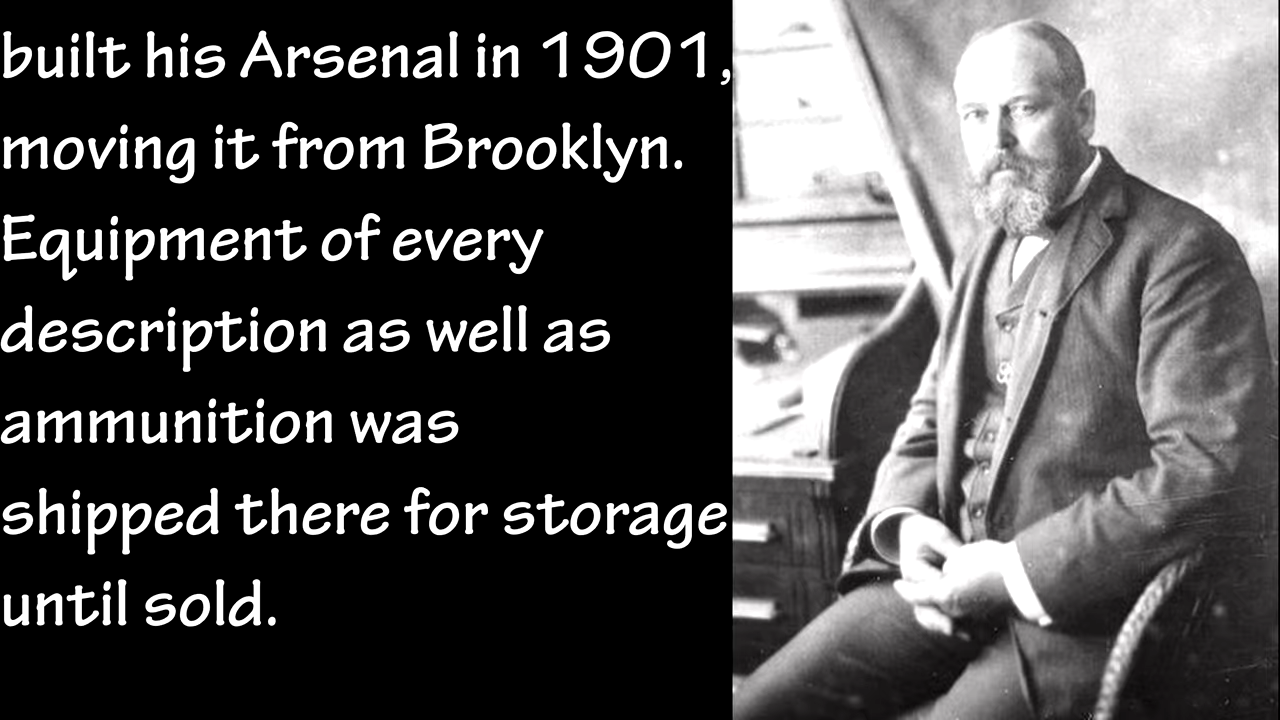 built his Arsenal in 1901,
moving it from Brooklyn.
Equipment of every
description as well as
ammunition was
shipped there for storage
until sold.